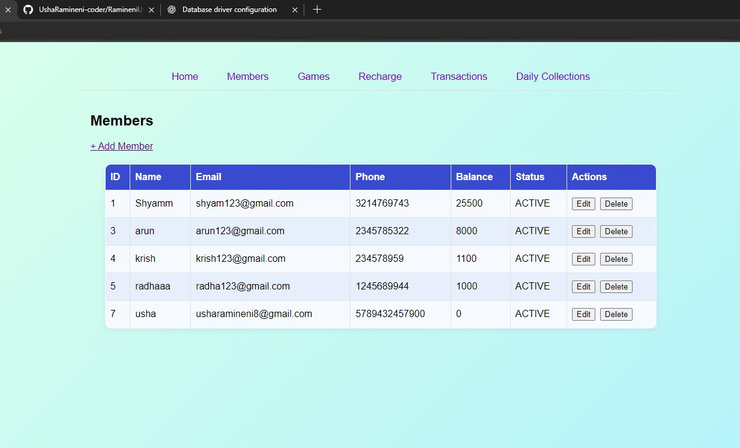 UshaRamineni-coder/RamineniUs
Database driver configuration
Home Members Games Recharge Transactions Daily Collections
Members
+ Add Member
ID Name Email Phone Balance Status Actions
1 Shyamm shyam123@gmail.com 3214769743 25500 ACTIVE Edit Delete
3 arun arun123@gmail.com 2345785322 8000 ACTIVE Edit Delete
4 krish krish123@gmail.com 234578959 1100 ACTIVE Edit Delete
5 radhaaa radha123@gmail.com 1245689944 1000 ACTIVE Edit Delete
7 usha usharamineni8@gmail.com 5789432457900 0 ACTIVE Edit Delete